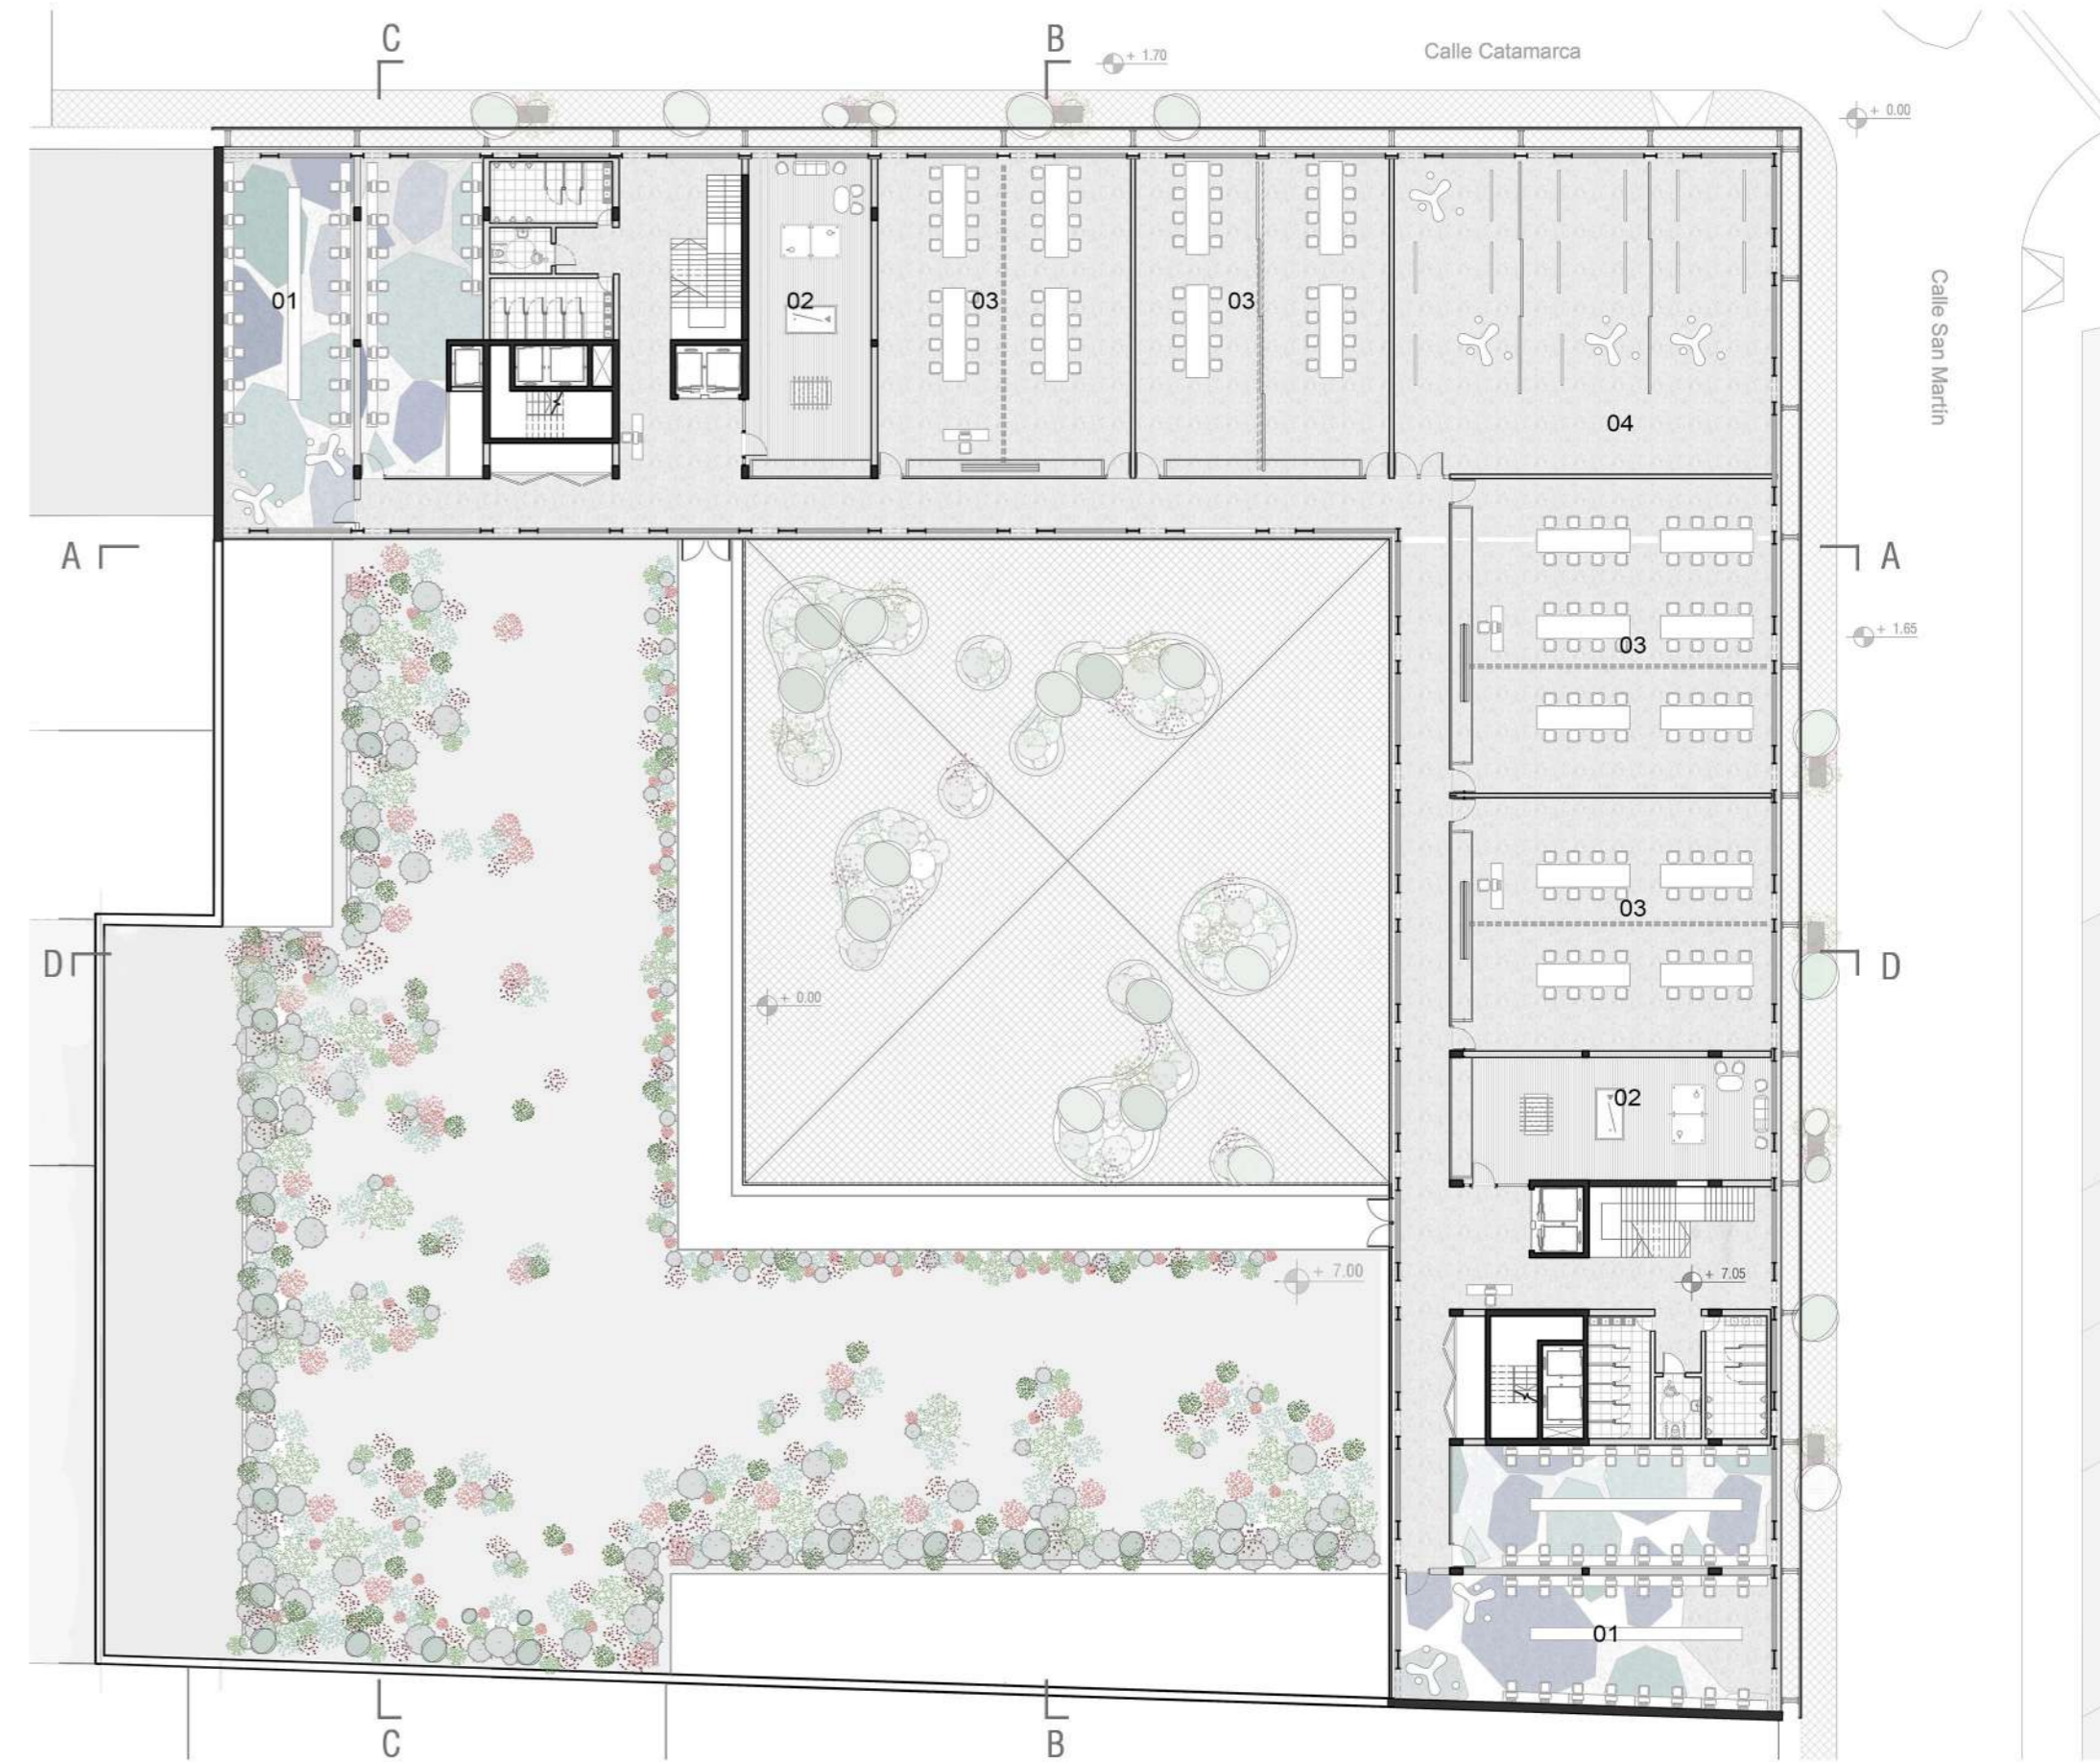 C
B
+ 1.70
Calle Catamarca
+ 0.00
Calle San Martín
01
02
03
03
04
A
A
03
+ 1.65
03
D
D
+ 0.00
02
+ 7.00
+ 7.05
01
C
B